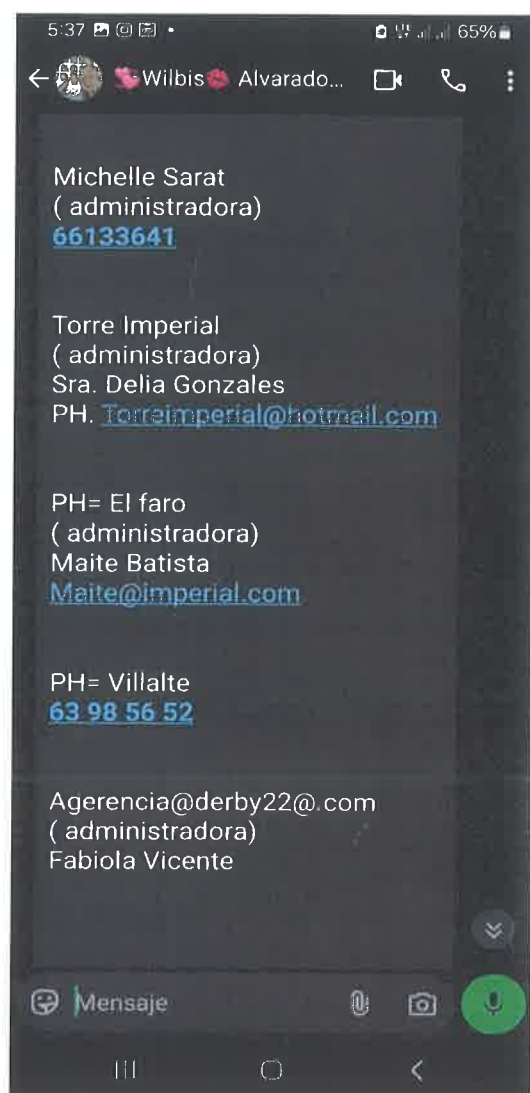 5:37
65%
Wilbis Alvarado...
Michelle Sarat
( administradora)
66133641
Torre Imperial
( administradora)
Sra. Delia Gonzales
PH. Torreimperial@hotmail.com
PH= El faro
( administradora)
Maite Batista
Maite@imperial.com
PH= Villalte
63 98 56 52
Agerencia@derby22@.com
( administradora)
Fabiola Vicente
Mensaje